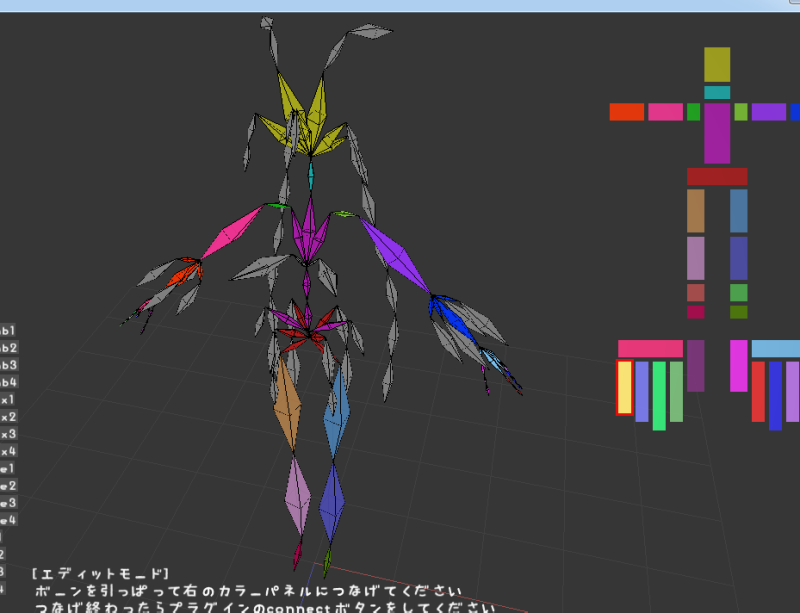 b1
b2
b3
b4
x1
x2
x3
x4
e1
e2
e3
e4
1
2
3
4
[エディットモード]
ボーンを引っぱって右のカラーパネルにつなげてください
つなげ終わったらプラグインのconnectボタンをしてください